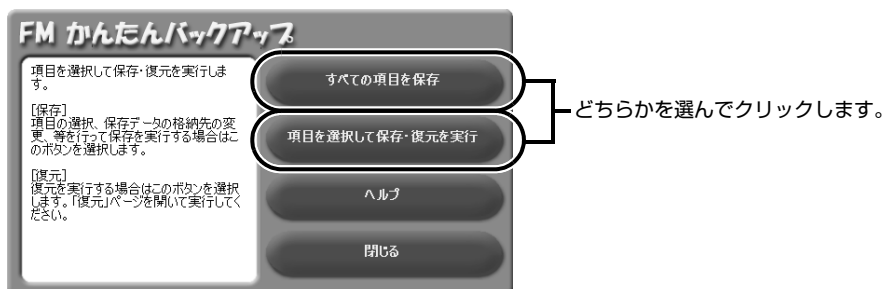 FM かんたんバックアップ
項目を選択して保存・復元を実行しま
す。
[保存]
項目の選択、保存データの格納先の変
更、等を行って保存を実行する場合はこ
のボタンを選択します。
[復元]
復元を実行する場合はこのボタンを選択
します。「復元」ページを開いて実行してく
ださい。
すべての項目を保存
項目を選択して保存・復元を実行
ヘルプ
閉じる
どちらかを選んでクリックします。